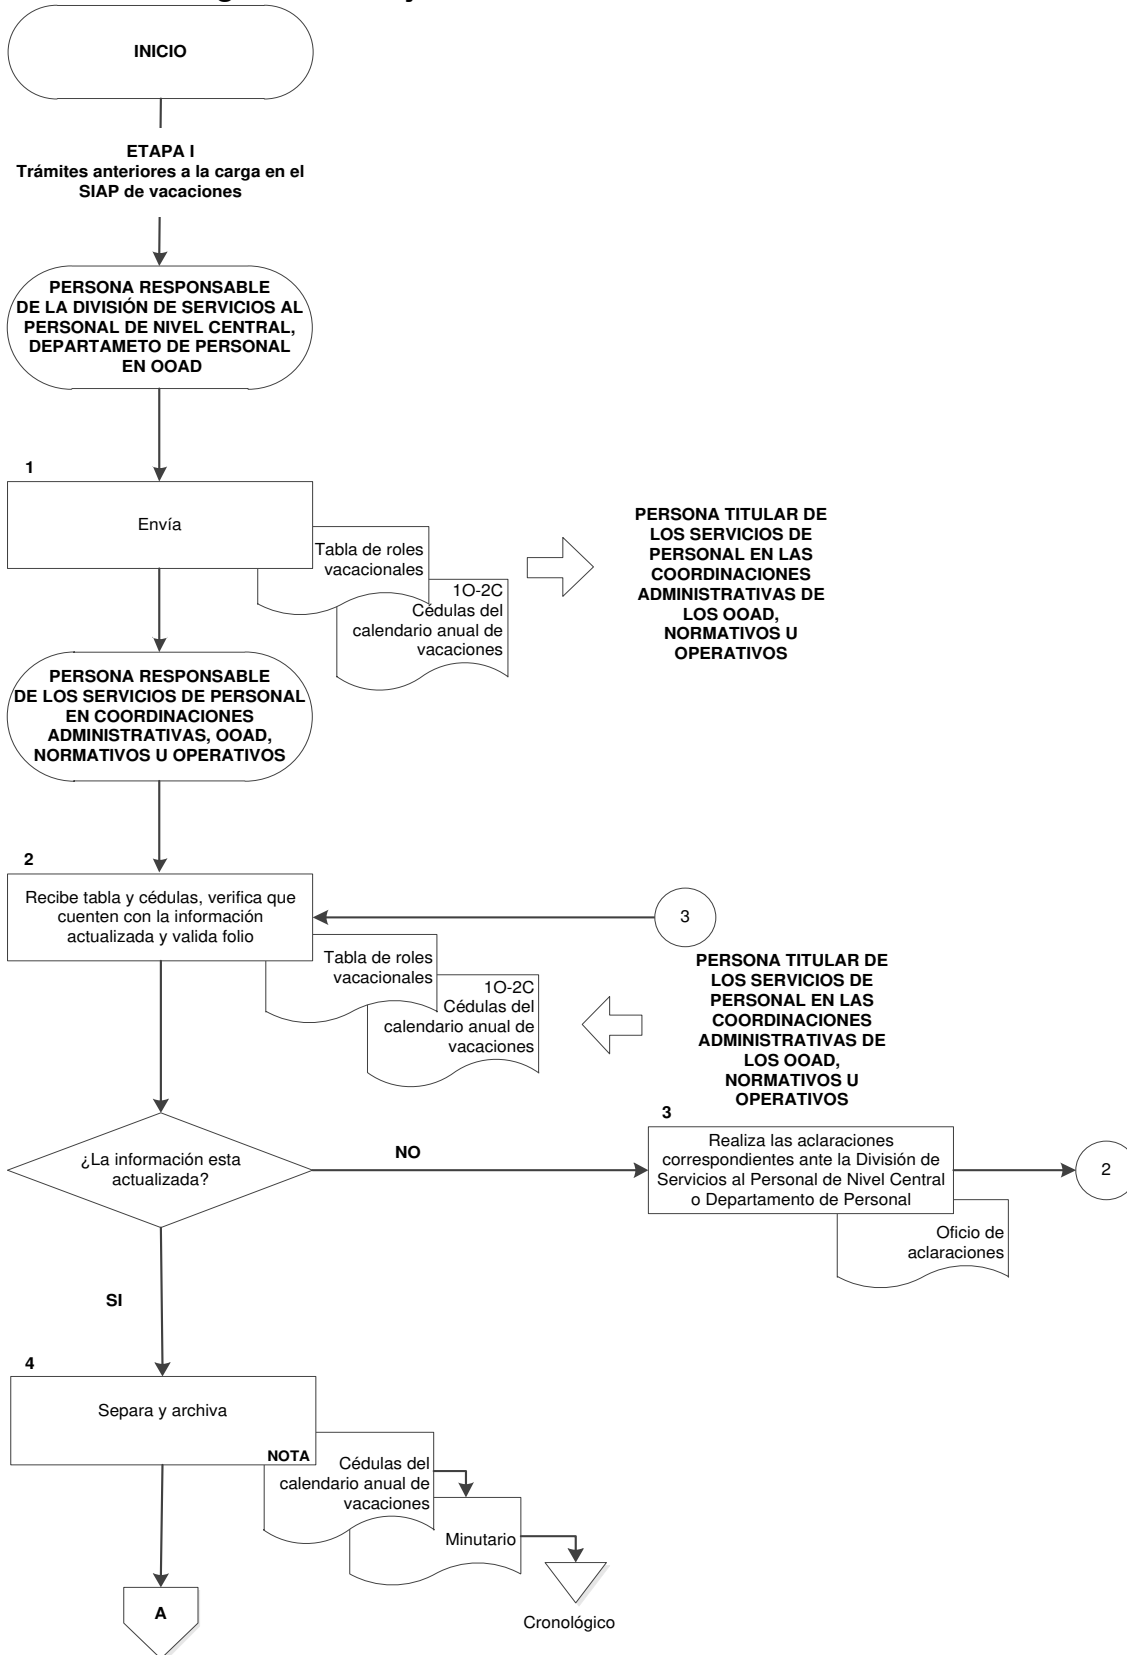 INICIO
ETAPA I
Trámites anteriores a la carga en el
SIAP de vacaciones
PERSONA RESPONSABLE
DE LA DIVISIÓN DE SERVICIOS AL
PERSONAL DE NIVEL CENTRAL,
DEPARTAMETO DE PERSONAL
EN OOAD
1
Envía
Tabla de roles
vacacionales
1O-2C
Cédulas del
calendario anual de
vacaciones
PERSONA TITULAR DE
LOS SERVICIOS DE
PERSONAL EN LAS
COORDINACIONES
ADMINISTRATIVAS DE
LOS OOAD,
NORMATIVOS U
OPERATIVOS
PERSONA RESPONSABLE
DE LOS SERVICIOS DE PERSONAL
EN COORDINACIONES
ADMINISTRATIVAS, OOAD,
NORMATIVOS U OPERATIVOS
2
Recibe tabla y cédulas, verifica que
cuenten con la información
actualizada y valida folio
3
Tabla de roles
vacacionales
1O-2C
Cédulas del
calendario anual de
vacaciones
PERSONA TITULAR DE
LOS SERVICIOS DE
PERSONAL EN LAS
COORDINACIONES
ADMINISTRATIVAS DE
LOS OOAD,
NORMATIVOS U
OPERATIVOS
¿La información esta
actualizada?
NO
3
Realiza las aclaraciones
correspondientes ante la División de
Servicios al Personal de Nivel Central
o Departamento de Personal
2
Oficio de
aclaraciones
SI
4
Separa y archiva
NOTA
Cédulas del
calendario anual de
vacaciones
Minutario
Cronológico
A